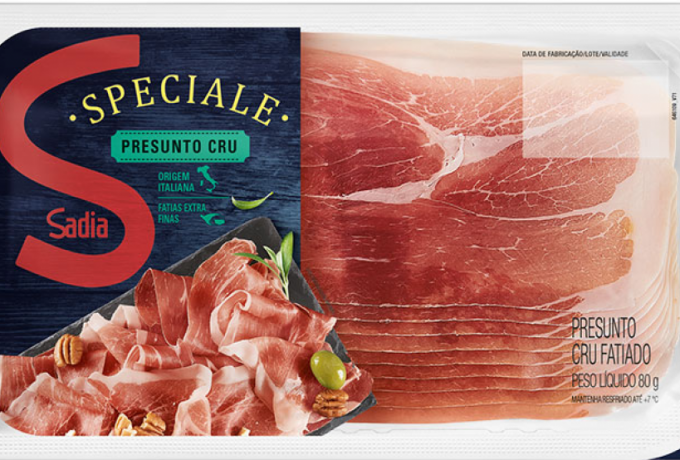 SPECIALE
PRESUNTO CRU
ORIGEM
ITALIANA
FATIAS EXTRA
FINAS
Sadia
DATA DE FABRICAÇÃO/LOTE/VALIDADE
PRESUNTO
CRU FATIADO
PESO LÍQUIDO 80 g
MANTENHA RESFRIADO ATÉ +7 °C